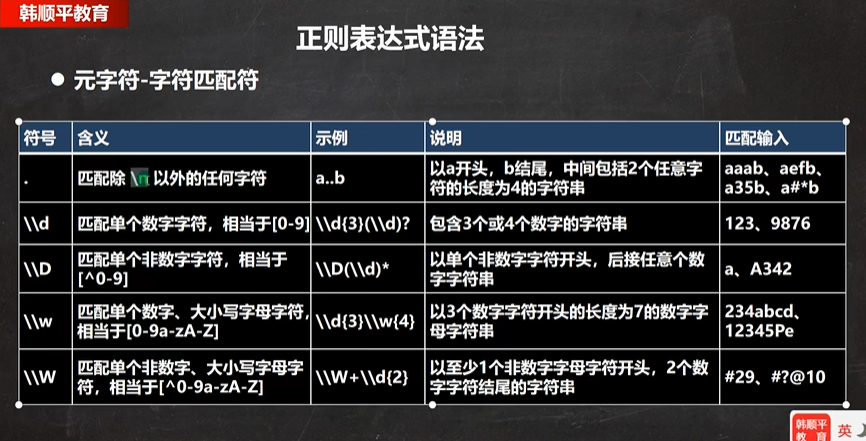 韩顺平教育
正则表达式语法
● 元字符-字符匹配符
符号 含义 示例 说明 匹配输入
. 匹配除 \n 以外的任何字符 a..b 以a开头，b结尾，中间包括2个任意字 aaab、aefb、
符的长度为4的字符串 a35b、a#*b
\\d 匹配单个数字字符，相当于[0-9] \\d{3}(\\d)? 包含3个或4个数字的字符串 123、9876
\\D 匹配单个非数字字符，相当于 \\D(\\d)* 以单个非数字字符开头，后接任意个数 a、A342
[^0-9] 字字符串
\\w 匹配单个数字、大小写字母字符， \\d{3}\\w{4} 以3个数字字符开头的长度为7的数字字 234abcd、
相当于[0-9a-zA-Z] 母字符串 12345Pe
\\W 匹配单个非数字、大小写字母字 \\W+\\d{2} 以至少1个非数字字母字符开头，2个数 #29、#?@10
符，相当于[^0-9a-zA-Z] 字字符结尾的字符串
韩顺平
教育
英